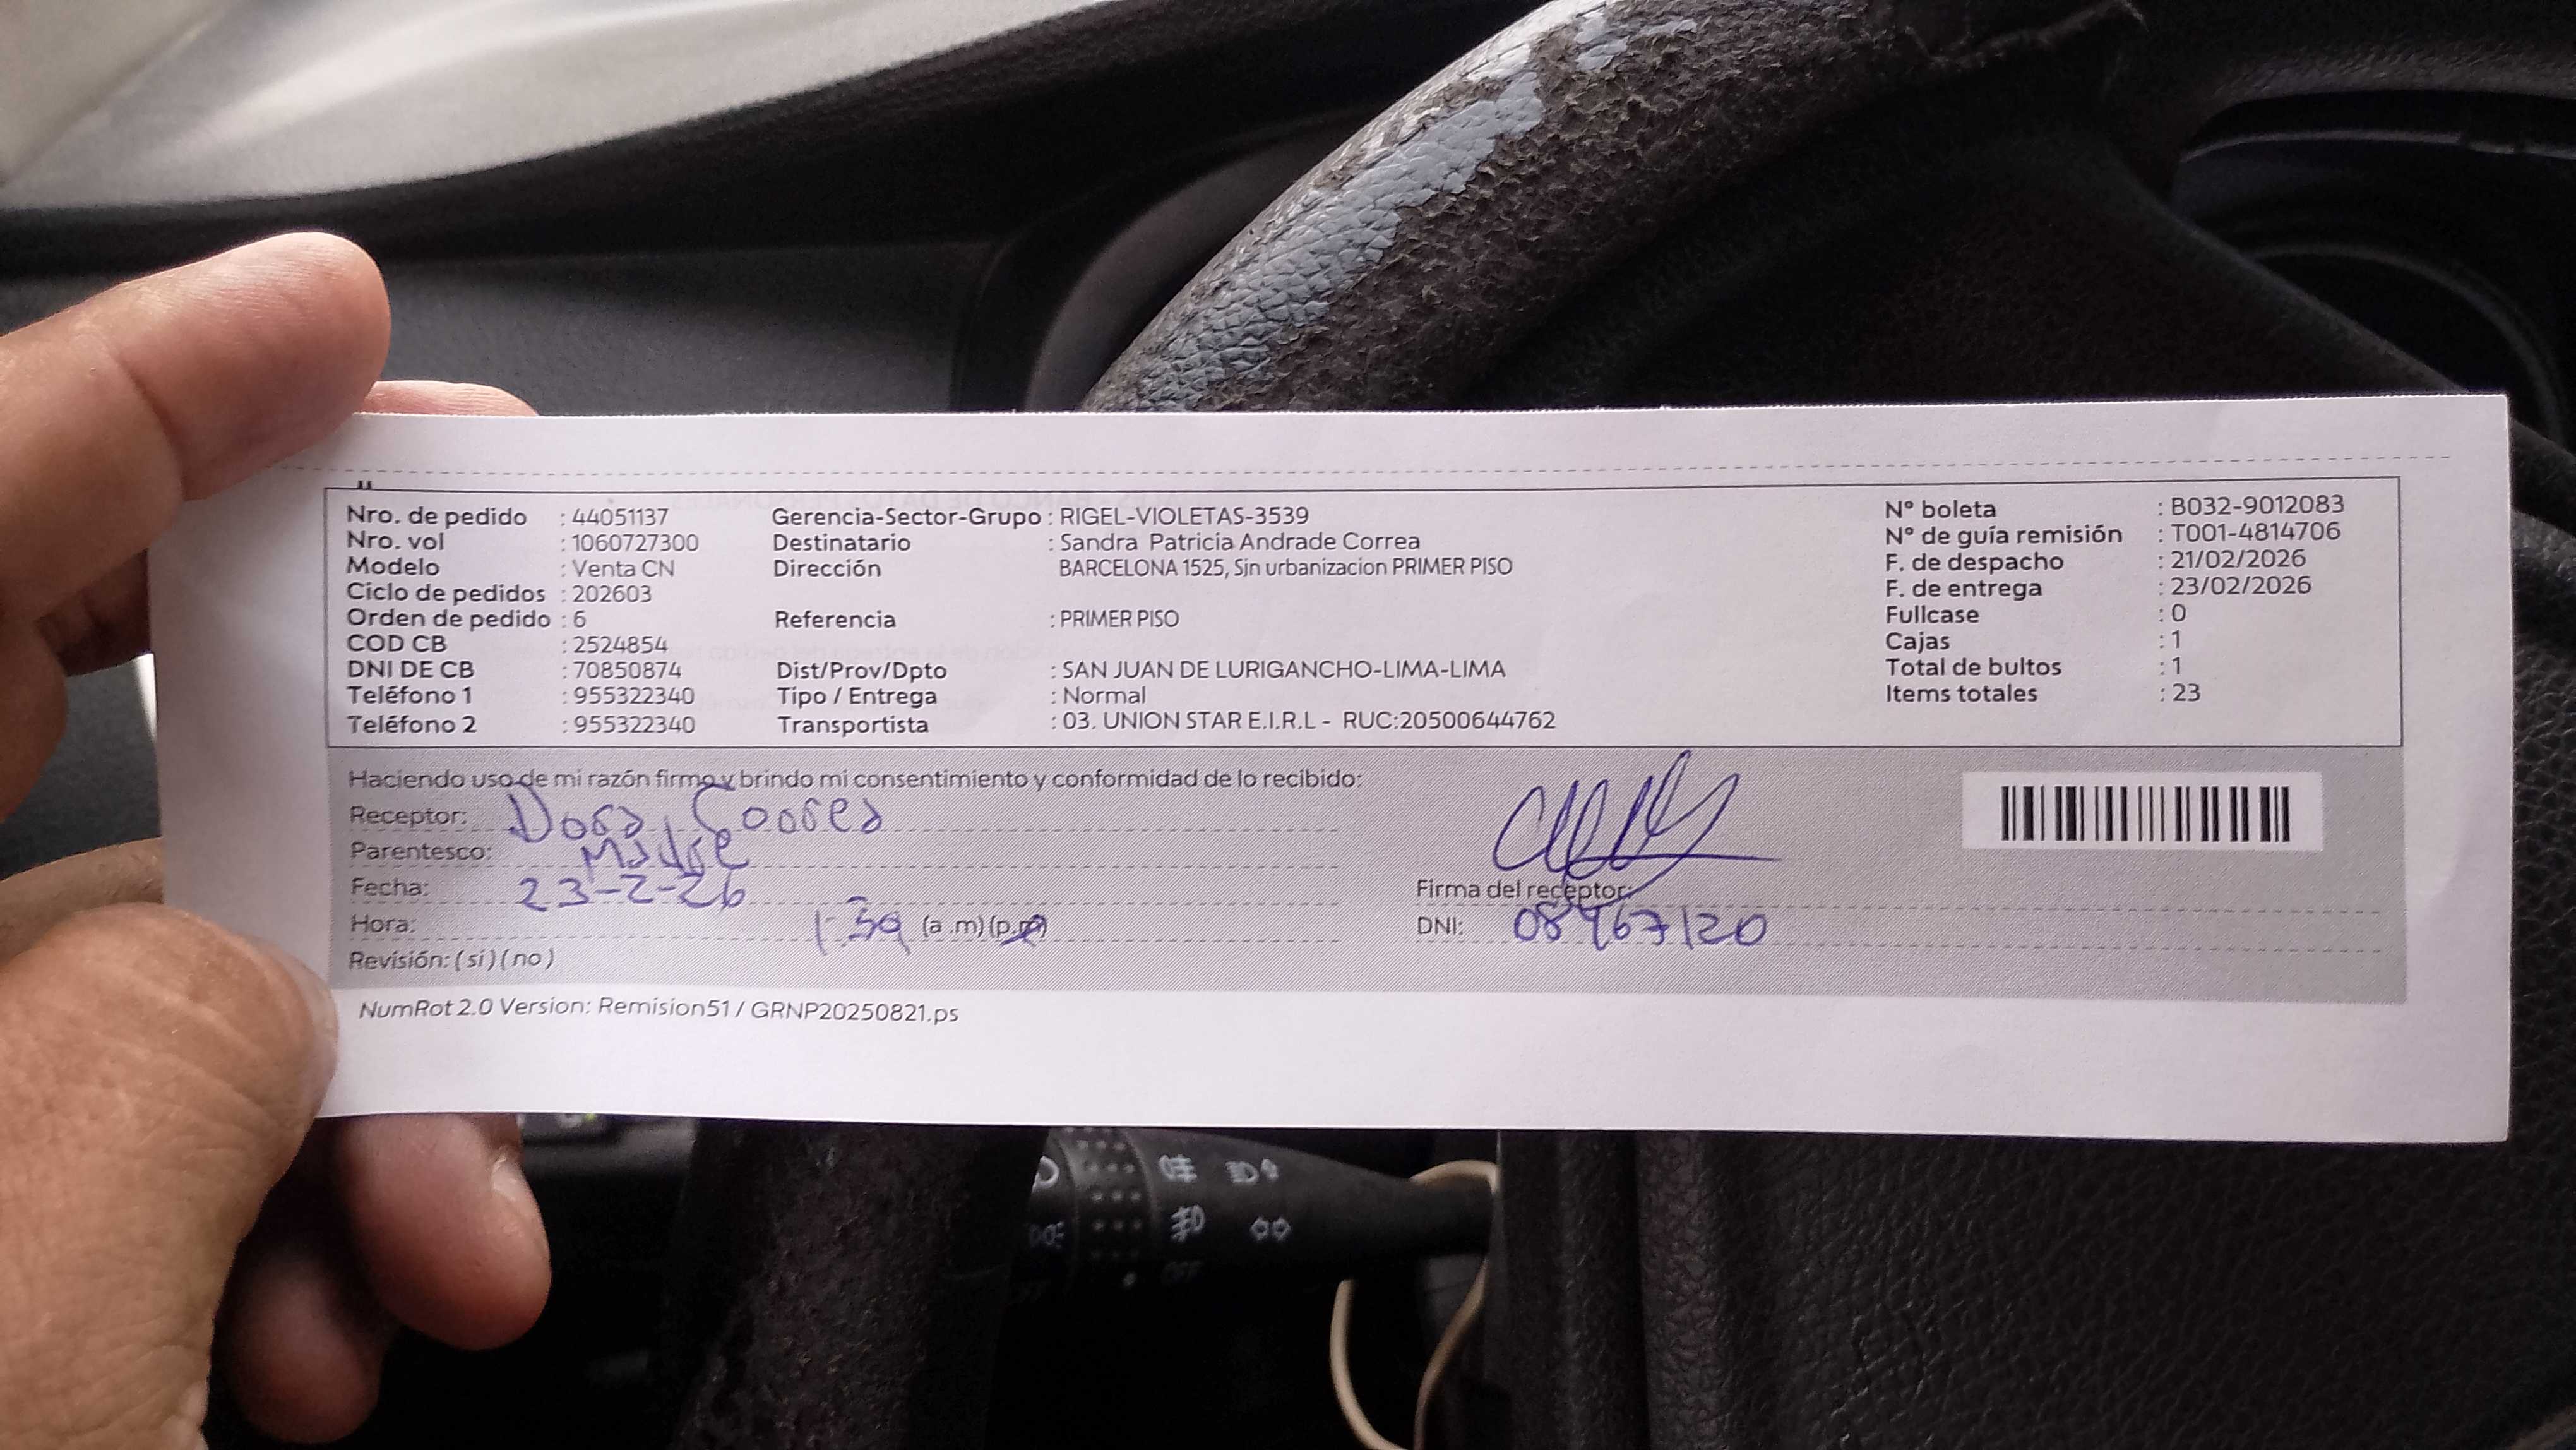 Nro. de pedido : 44051137 Gerencia-Sector-Grupo : RIGEL-VIOLETAS-3539 N° boleta : B032-9012083
Nro. vol : 1060727300 Destinatario : Sandra Patricia Andrade Correa N° de guía remisión : T001-4814706
Modelo : Venta CN Dirección BARCELONA 1525, Sin urbanizacion PRIMER PISO F. de despacho : 21/02/2026
Ciclo de pedidos : 202603 F. de entrega : 23/02/2026
Orden de pedido : 6 Referencia : PRIMER PISO Fullcase : 0
COD CB : 2524854 Cajas : 1
DNI DE CB : 70850874 Dist/Prov/Dpto : SAN JUAN DE LURIGANCHO-LIMA-LIMA Total de bultos : 1
Teléfono 1 : 955322340 Tipo / Entrega : Normal Items totales : 23
Teléfono 2 : 955322340 Transportista : 03. UNION STAR E.I.R.L - RUC:20500644762
Haciendo uso de mi razón firmo y brindo mi consentimiento y conformidad de lo recibido:
Receptor: Dora Correa
Parentesco: Madre
Fecha: 23-2-26 Firma del receptor:
Hora: (a .m)(p.m) DNI: 08467120
Revisión: ( si ) ( no )
NumRot 2.0 Version: Remision51 / GRNP20250821.ps
OFF